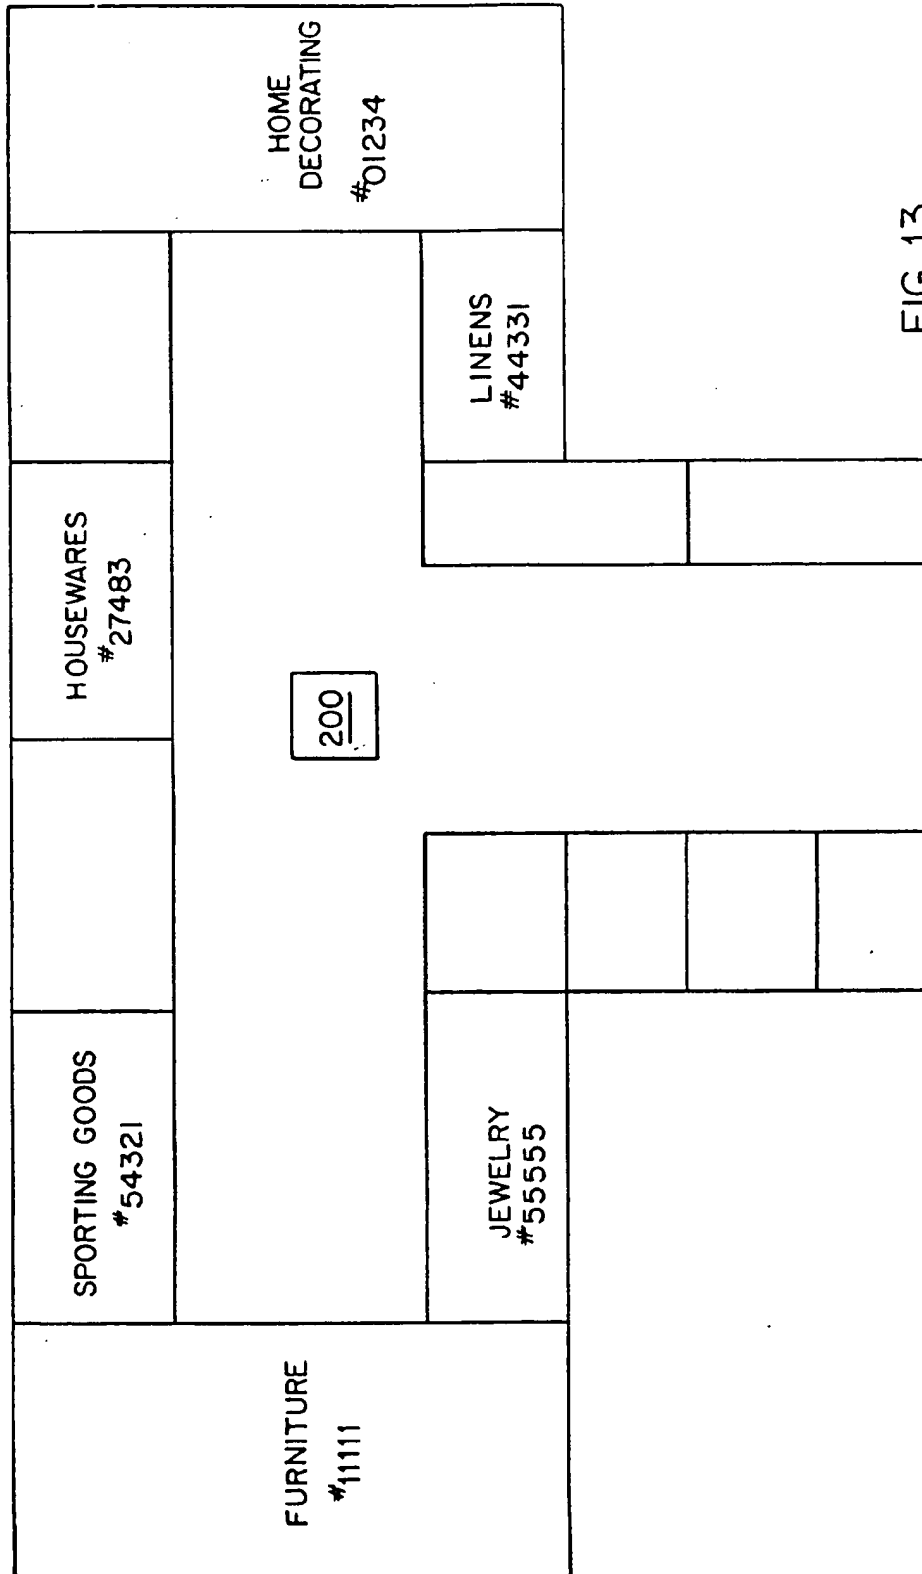 SPORTING GOODS
#54321
HOUSEWARES
#27483
FURNITURE
#11111
200
HOME
DECORATING
#01234
JEWELRY
#55555
LINENS
#44331
FIG. 13